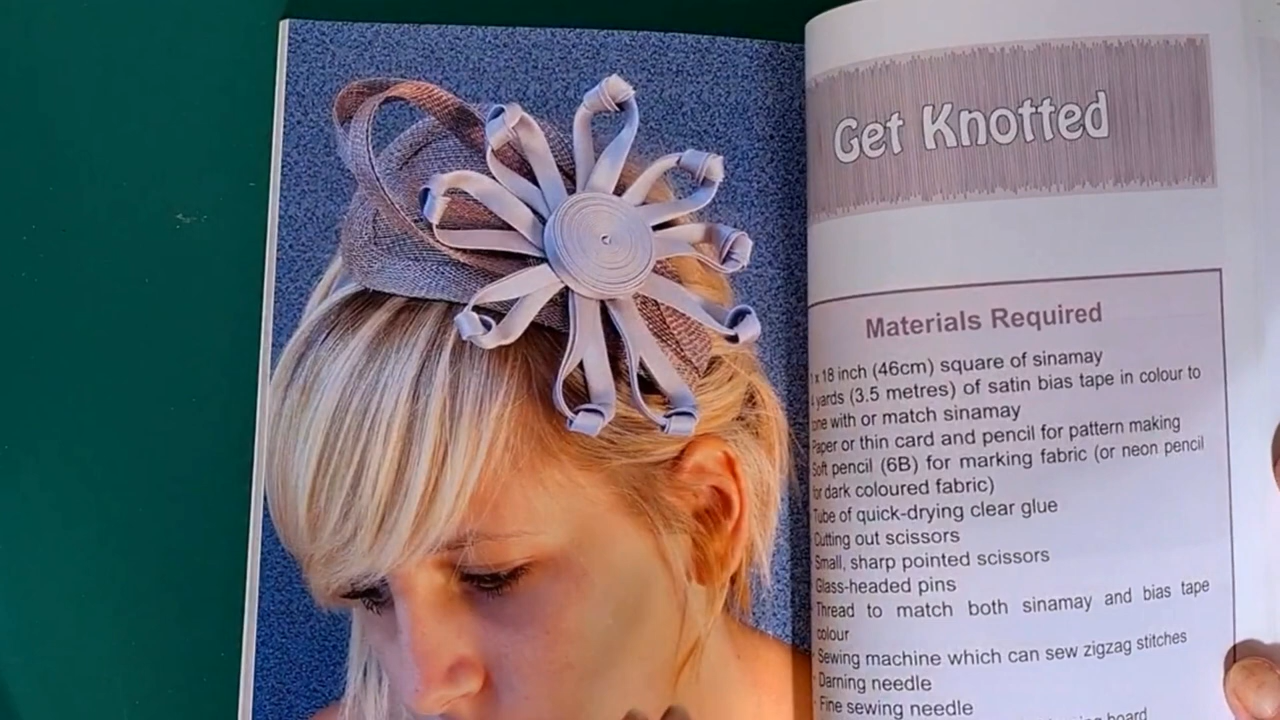 Get Knotted
Materials Required
1 x 18 inch (46cm) square of sinamay
4 yards (3.5 metres) of satin bias tape in colour to
tone with or match sinamay
Paper or thin card and pencil for pattern making
Soft pencil (6B) for marking fabric (or neon pencil
for dark coloured fabric)
Tube of quick-drying clear glue
Cutting out scissors
Small, sharp pointed scissors
Glass-headed pins
Thread to match both sinamay and bias tape
colour
Sewing machine which can sew zigzag stitches
Darning needle
Fine sewing needle
board